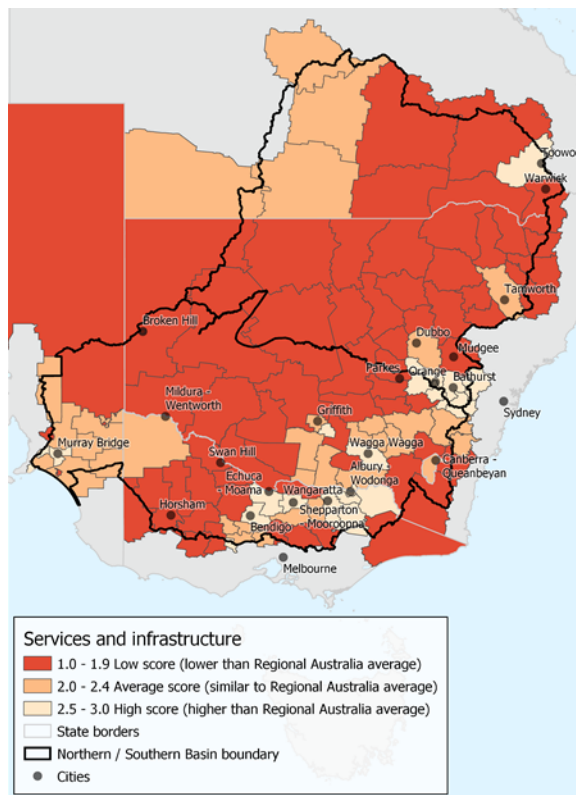 Toowoo
Warwick
Tamworth
Broken Hill
Dubbo
Mudgee
Parkes
Orange
Bathurst
Sydney
Mildura -
Wentworth
Griffith
Murray Bridge
Swan Hill
Wagga Wagga
Canberra -
Queanbeyan
Echuca
- Moama
Albury -
Wodonga
Wangaratta
Horsham
Shepparton
- Mooroopna
Bendigo
Melbourne
Services and infrastructure
1.0 - 1.9 Low score (lower than Regional Australia average)
2.0 - 2.4 Average score (similar to Regional Australia average)
2.5 - 3.0 High score (higher than Regional Australia average)
State borders
Northern / Southern Basin boundary
Cities